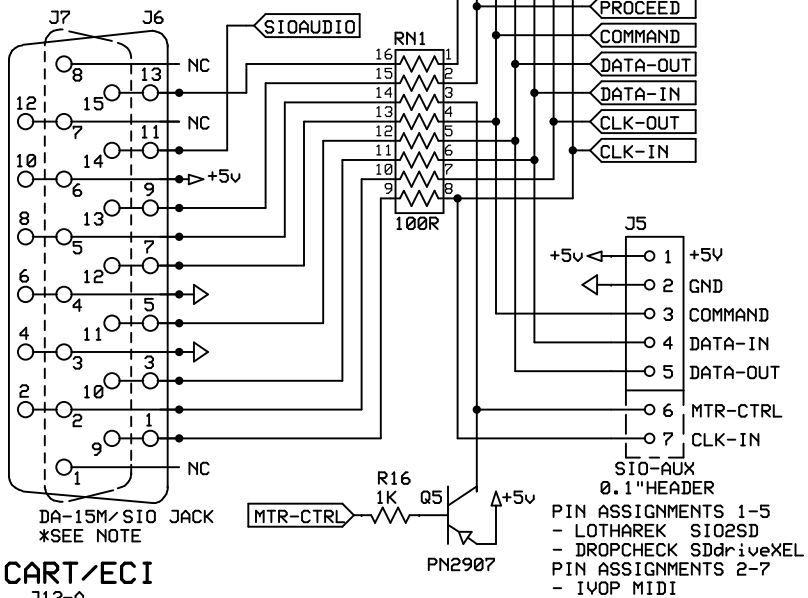 PROCEED
J7 J6
SIOAUDIO
COMMAND
RN1
8 NC
16 1
DATA-OUT
13
15 2
15
14 3
DATA-IN
12
7 NC
13 4
CLK-OUT
11
12 5
14
11 6
CLK-IN
10
6 +5v
10 7
9
9 8
13
100R
8
5
J5
7
12
+5v 1 +5V
6
4
2 GND
5
11
3 COMMAND
4
3
4 DATA-IN
3
10
5 DATA-OUT
2
2
6 MTR-CTRL
1
9
7 CLK-IN
1 NC
SIO-AUX
0.1"HEADER
R16
1K
Q5
+5v
MTR-CTRL
PN2907
DA-15M/SIO JACK
*SEE NOTE
PIN ASSIGNMENTS 1-5
- LOTHAREK SIO2SD
- DROPCHECK SDdriveXEL
PIN ASSIGNMENTS 2-7
- IVOP MIDI
CART/ECI
J12-A